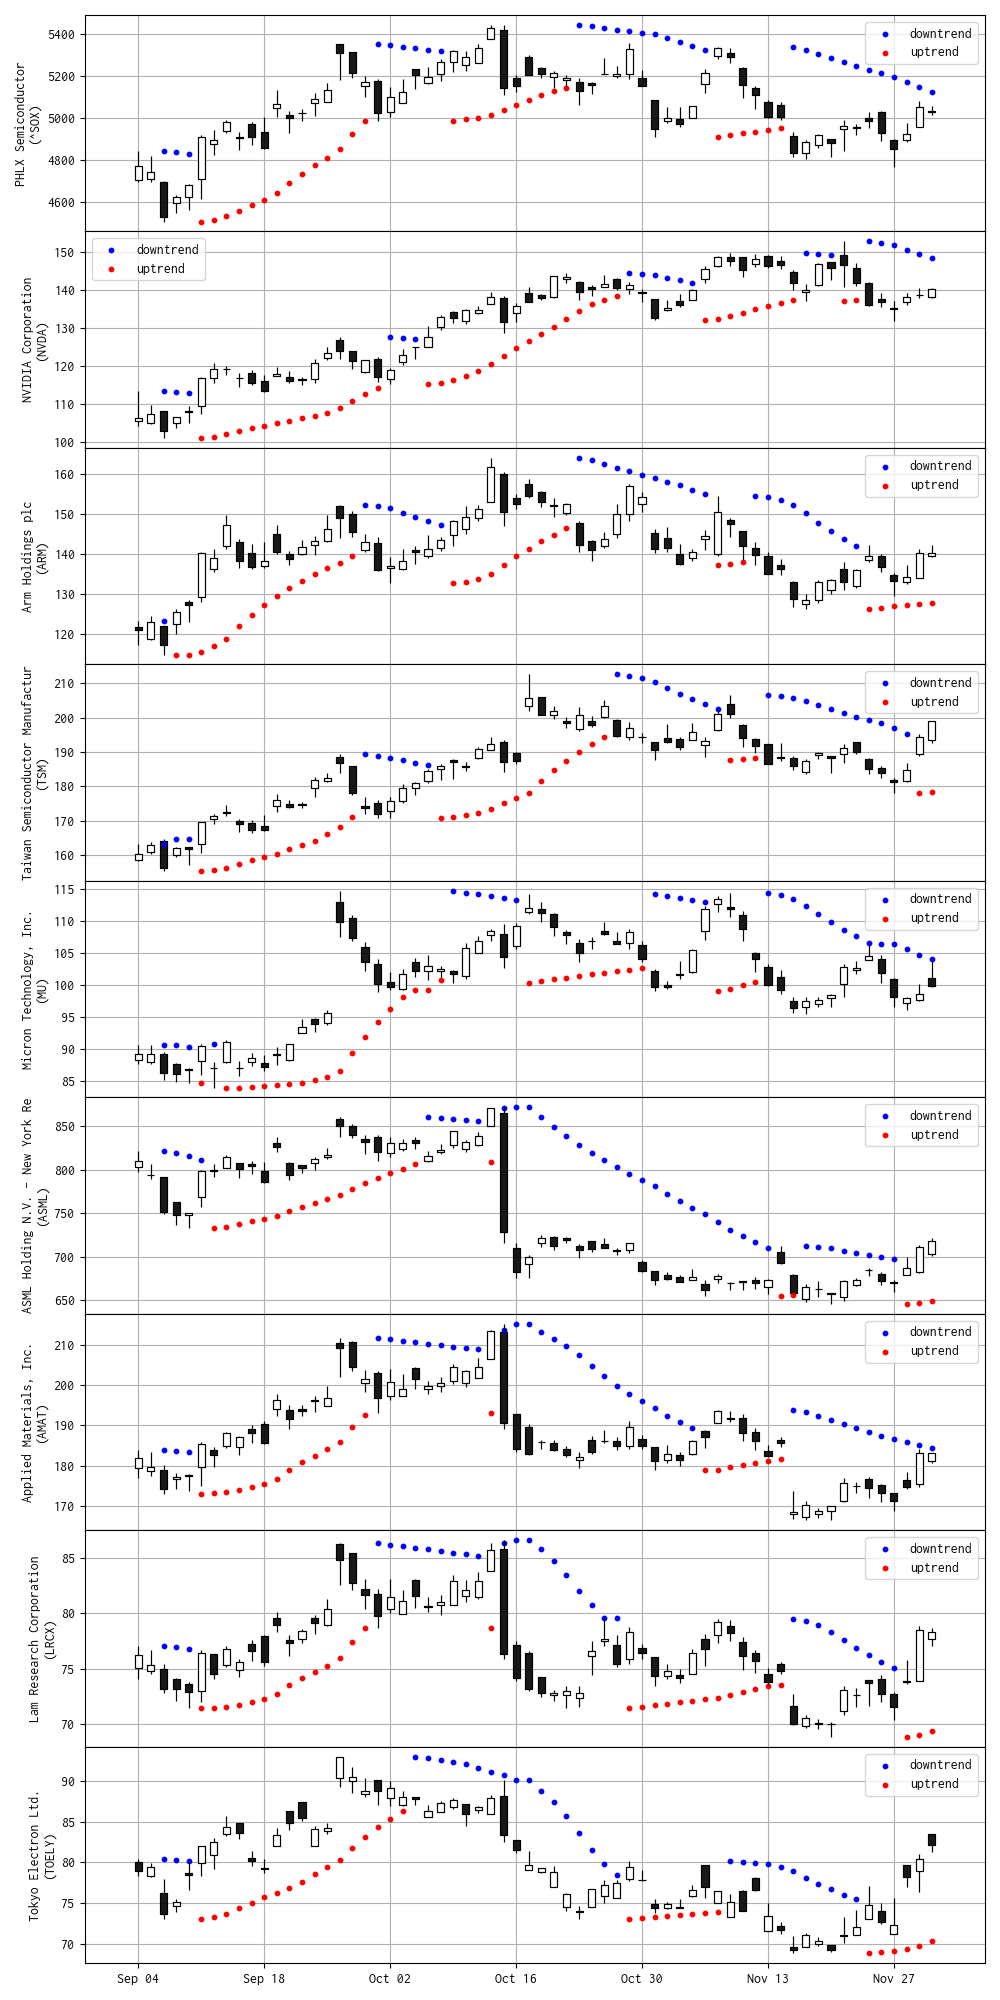 5400
5200
5000
4800
4600
PHLX Semiconductor
(^SOX)
downtrend
uptrend
150
140
130
120
110
100
NVIDIA Corporation
(NVDA)
downtrend
uptrend
160
150
140
130
120
Arm Holdings plc
(ARM)
downtrend
uptrend
210
200
190
180
170
160
Taiwan Semiconductor Manufactur
(TSM)
downtrend
uptrend
115
110
105
100
95
90
85
Micron Technology, Inc.
(MU)
downtrend
uptrend
850
800
750
700
650
ASML Holding N.V. - New York Re
(ASML)
downtrend
uptrend
210
200
190
180
170
Applied Materials, Inc.
(AMAT)
downtrend
uptrend
85
80
75
70
Lam Research Corporation
(LRCX)
downtrend
uptrend
90
85
80
75
70
Tokyo Electron Ltd.
(TOELY)
downtrend
uptrend
Sep 04 Sep 18 Oct 02 Oct 16 Oct 30 Nov 13 Nov 27